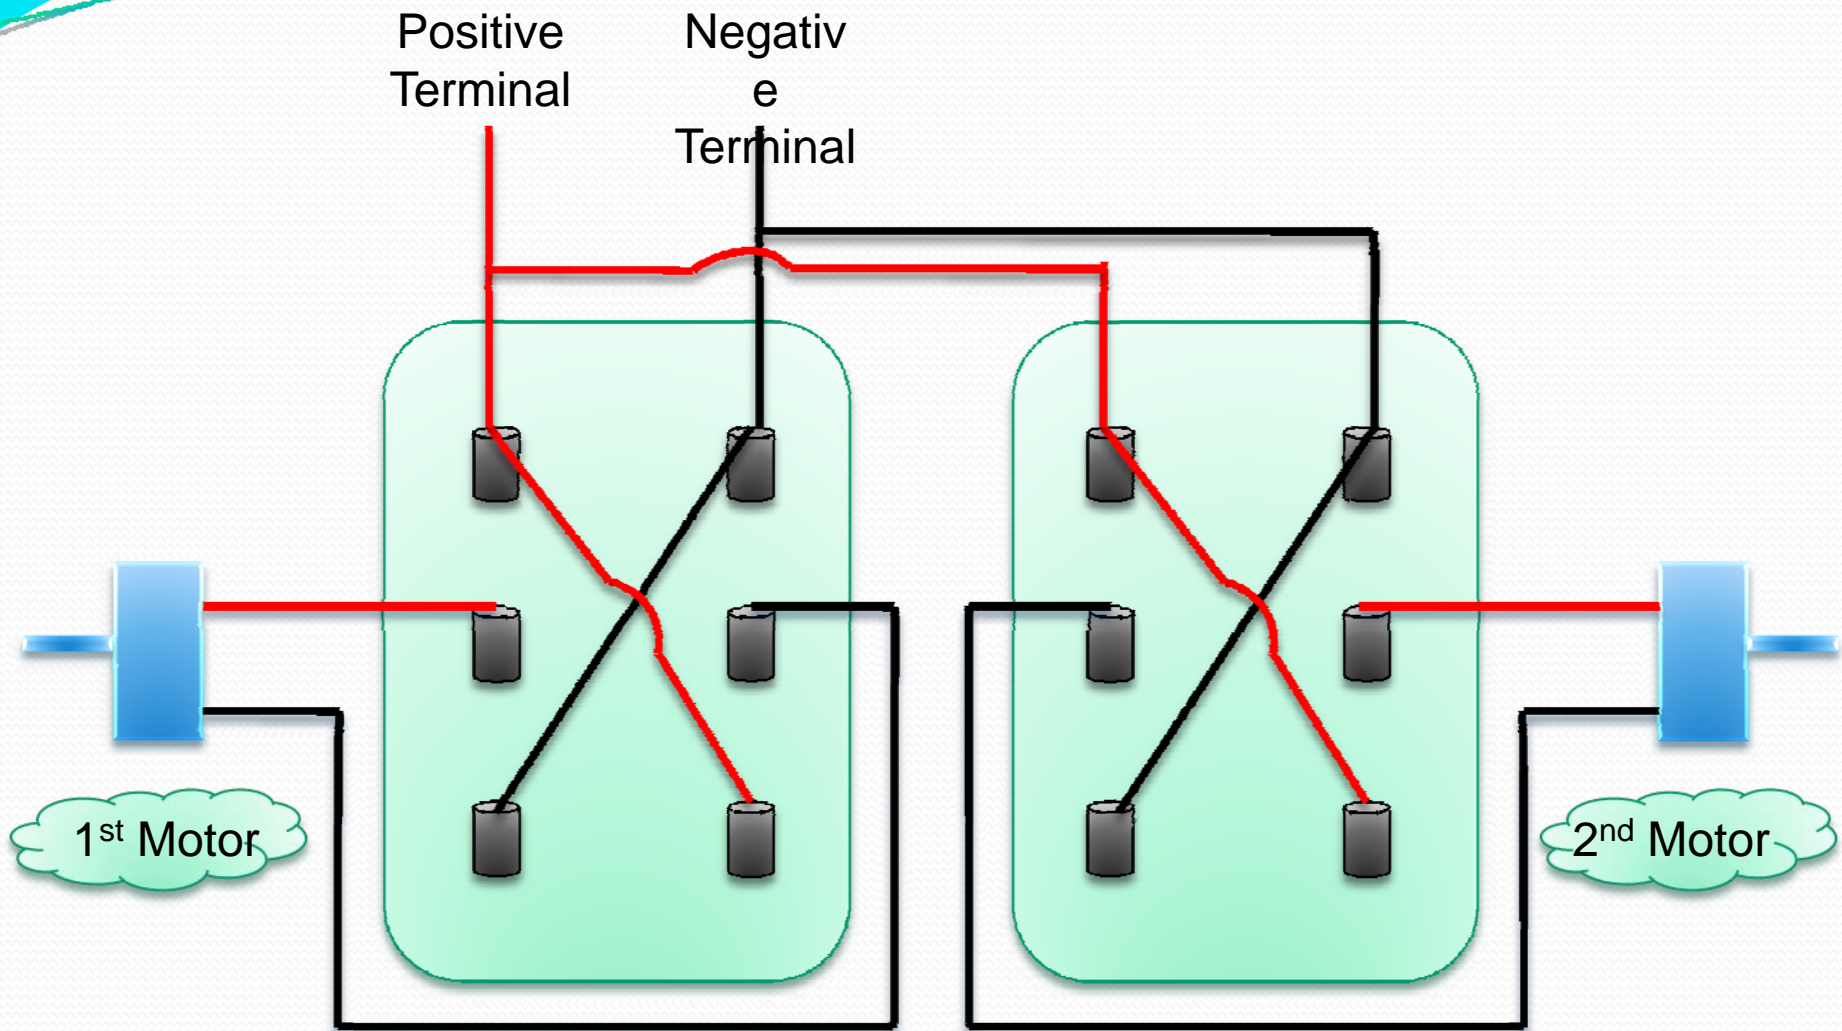 Positive
Terminal
Negativ
e
Terminal
1st Motor
2nd Motor